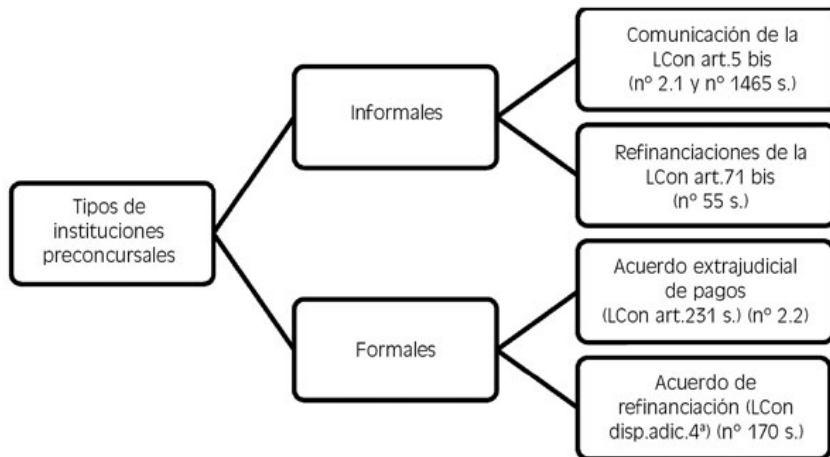 Tipos de
instituciones
preconcursales
Informales
Comunicación de la
LCon art.5 bis
(nº 2.1 y nº 1465 s.)
Refinanciaciones de la
LCon art.71 bis
(nº 55 s.)
Formales
Acuerdo extrajudicial
de pagos
(LCon art.231 s.) (nº 2.2)
Acuerdo de
refinanciación (LCon
disp.adic.4ª) (nº 170 s.)